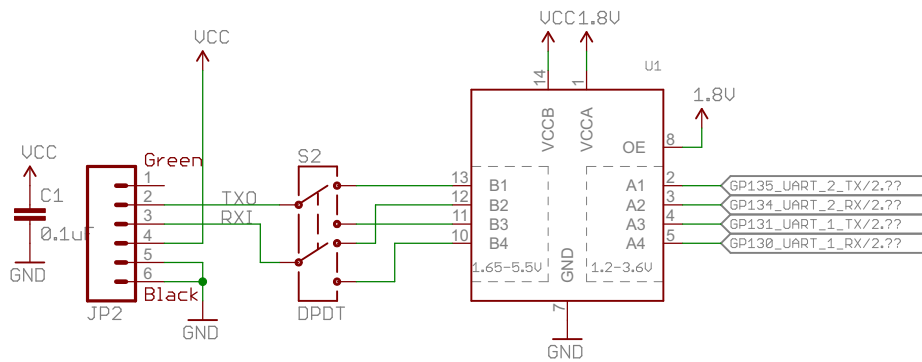 VCC
VCC
1.8V
U1
14
1
VCCB
VCCA
1.8V
OE
8
VCC
C1
0.1uF
GND
Green
1
2
3
4
5
6
Black
JP2
TXO
RXI
GND
S2
DPDT
13
B1
12
B2
11
B3
10
B4
A1
2
A2
3
A3
4
A4
5
1.65-5.5V
1.2-3.6V
GND
7
GND
GP135_UART_2_TX/2.??
GP134_UART_2_RX/2.??
GP131_UART_1_TX/2.??
GP130_UART_1_RX/2.??